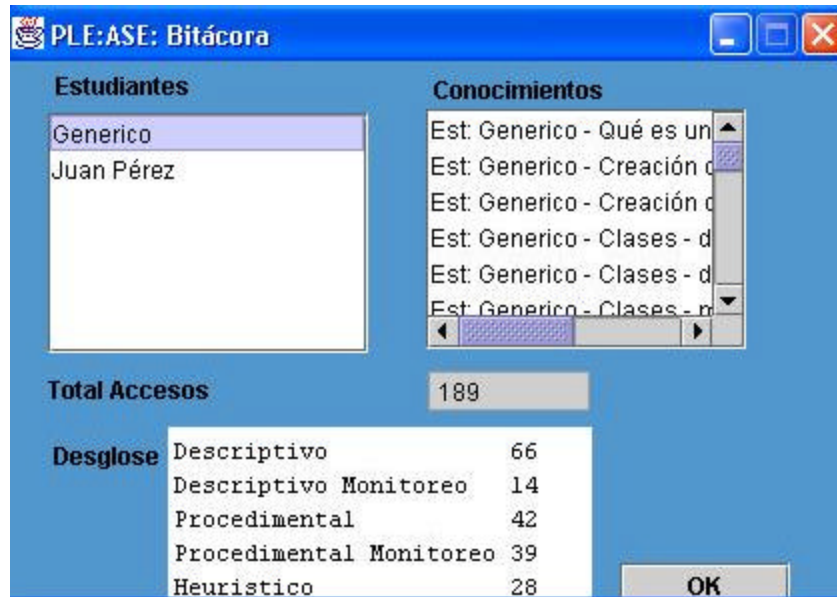 PLE:ASE: Bitácora
Estudiantes
Generico
Juan Pérez
Conocimientos
Est: Generico - Qué es un
Est: Generico - Creación
Est: Generico - Creación
Est: Generico - Clases - d
Est: Generico - Clases - d
Est: Generico - Clases - m
Total Accesos 189
Desglose
Descriptivo 66
Descriptivo Monitoreo 14
Procedimental 42
Procedimental Monitoreo 39
Heuristico 28
OK